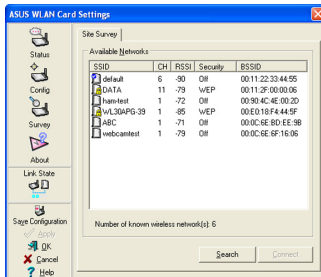 ASUS WLAN Card Settings
Status
Config
Survey
About
Link State
Save Configuration
Apply
OK
Cancel
Help
Site Survey
Available Networks
SSID CH RSSI Security BSSID
default 6 -90 Off 00:11:22:33:44:55
DATA 11 -79 WEP 00:11:2F:00:00:06
han-test 1 -72 Off 00:90:4C:4E:00:2D
WL30APG-39 1 -85 WEP 00:E0:18:F4:44:5F
ABC 1 -71 Off 00:0C:6E:BD:EE:9B
webcamtest 1 -79 Off 00:0C:6E:6F:16:06
Number of known wireless network(s): 6
Search Connect